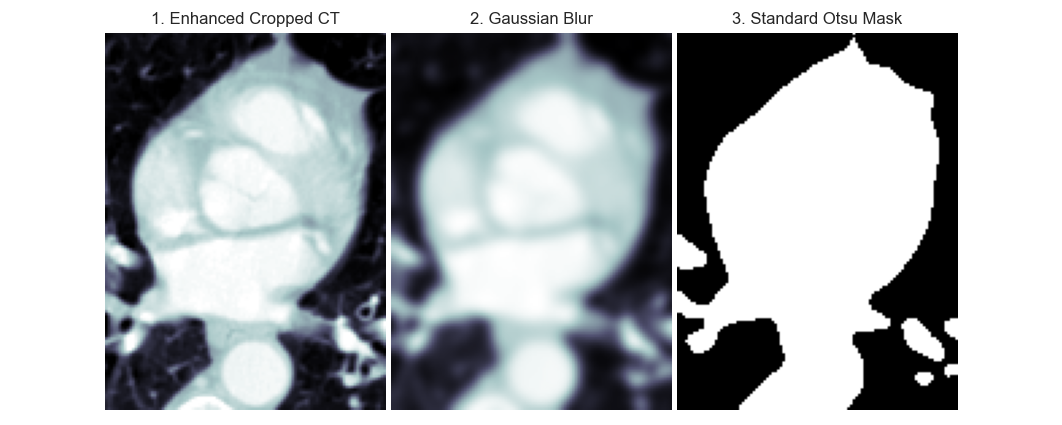 1. Enhanced Cropped CT
2. Gaussian Blur
3. Standard Otsu Mask